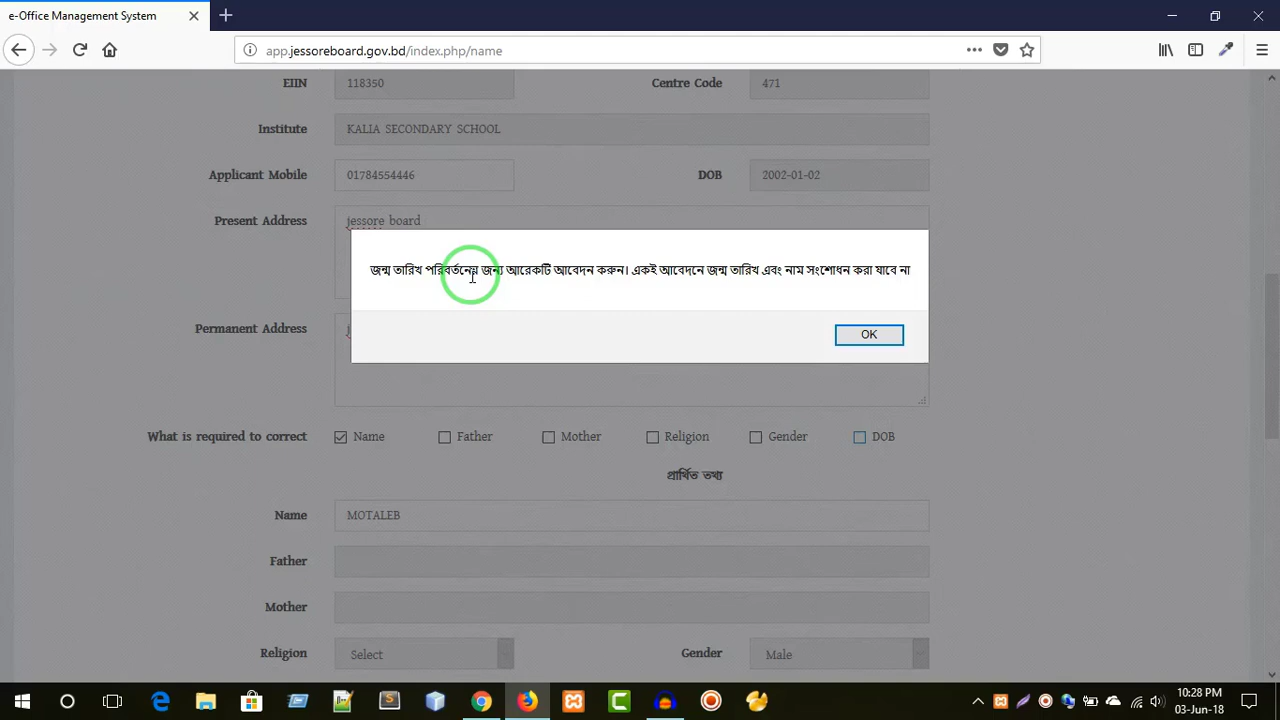 e-Office Management System
app.jessoreboard.gov.bd/index.php/name
EIIN 118350 Centre Code 471
Institute KALIA SECONDARY SCHOOL
Applicant Mobile 01784554446 DOB 2002-01-02
Present Address jessore board
জন্ম তারিখ পরিবর্তনের জন্য আরেকটি আবেদন করুন। একই আবেদনে জন্ম তারিখ এবং নাম সংশোধন করা যাবে না
Permanent Address
OK
What is required to correct Name Father Mother Religion Gender DOB
প্রার্থিত তথ্য
Name MOTALEB
Father
Mother
Religion Select Gender Male
10:28 PM
03-Jun-18